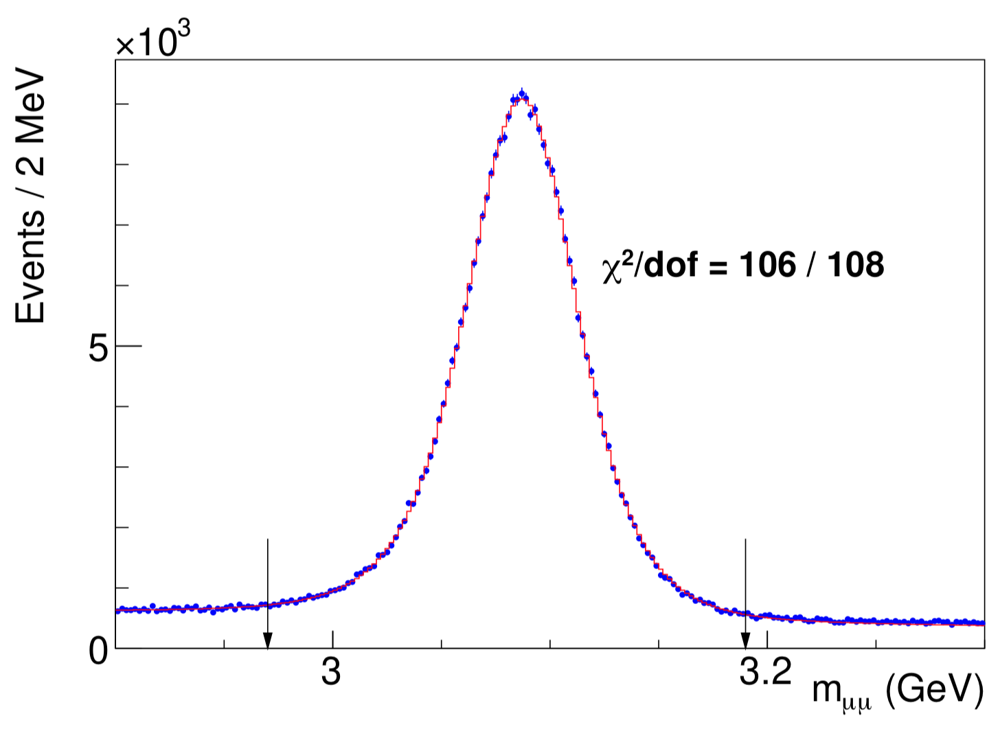 ×10³
Events / 2 MeV
χ²/dof = 106 / 108
5
0
3
3.2
m_μμ (GeV)